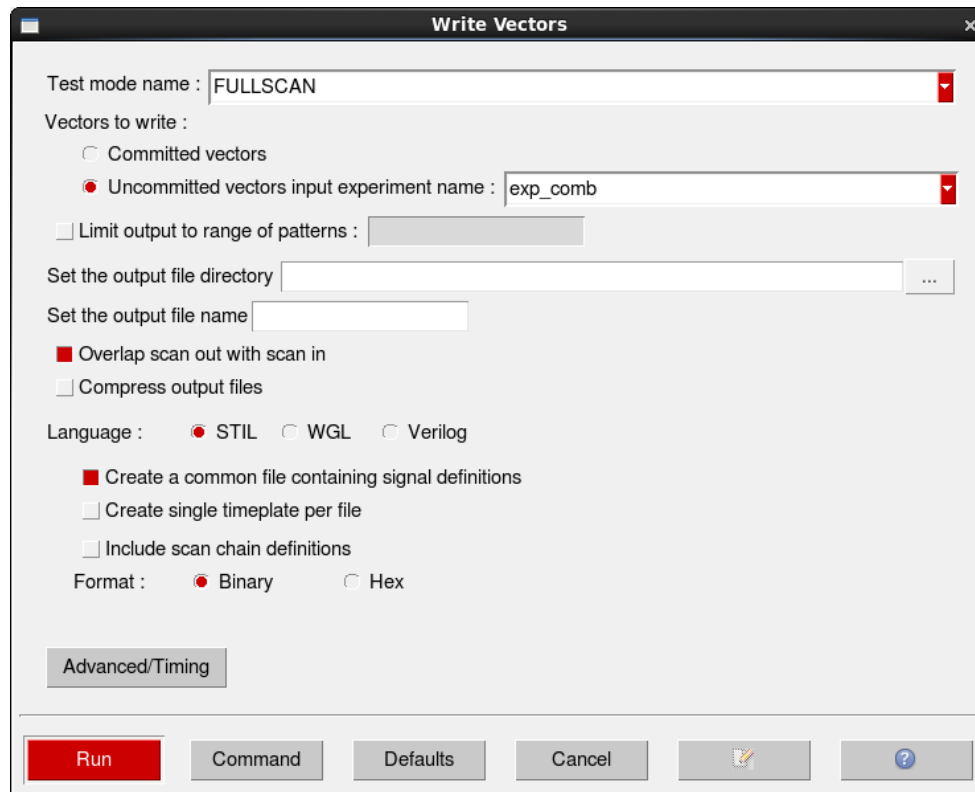 Write Vectors
Test mode name : FULLSCAN
Vectors to write :
Committed vectors
Uncommitted vectors input experiment name : exp_comb
Limit output to range of patterns :
Set the output file directory ...
Set the output file name
Overlap scan out with scan in
Compress output files
Language : STIL WGL Verilog
Create a common file containing signal definitions
Create single timeplate per file
Include scan chain definitions
Format : Binary Hex
Advanced/Timing
Run Command Defaults Cancel ?